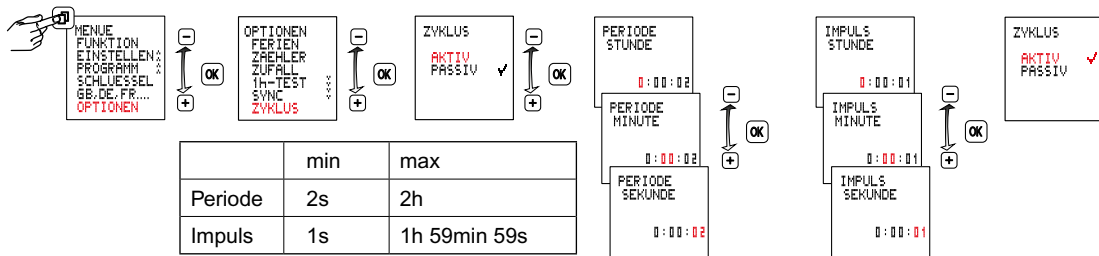 MENUE
FUNKTION
EINSTELLEN
PROGRAMM
SCHLUESSEL
GB,DE,FR....
OPTIONEN
OK
OPTIONEN
FERIEN
ZAEHLER
ZUFALL
1h-TEST
SYNC
ZYKLUS
OK
ZYKLUS
AKTIV
PASSIV ✓
OK
PERIODE
STUNDE
0:00:02
PERIODE
MINUTE
0:00:02
PERIODE
SEKUNDE
0:00:02
OK
IMPULS
STUNDE
0:00:01
IMPULS
MINUTE
0:00:01
IMPULS
SEKUNDE
0:00:01
OK
ZYKLUS
AKTIV ✓
PASSIV
min max
Periode 2s 2h
Impuls 1s 1h 59min 59s